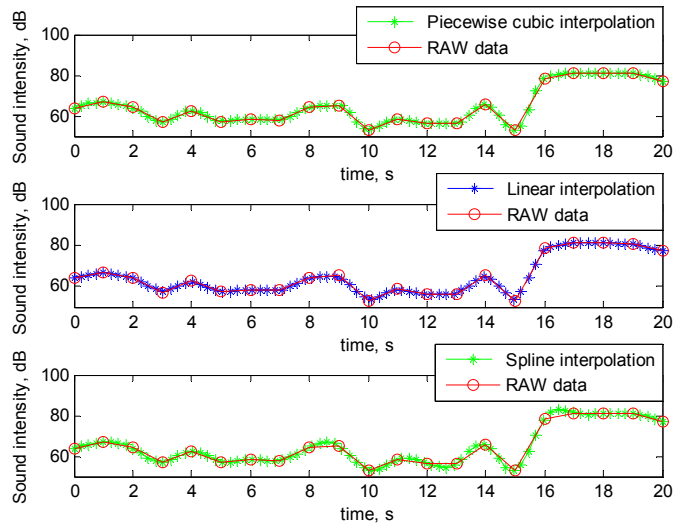 Piecewise cubic interpolation
RAW data
Sound intensity, dB
100
80
60
0 2 4 6 8 10 12 14 16 18 20
time, s
Linear interpolation
RAW data
Sound intensity, dB
100
80
60
0 2 4 6 8 10 12 14 16 18 20
time, s
Spline interpolation
RAW data
Sound intensity, dB
100
80
60
0 2 4 6 8 10 12 14 16 18 20
time, s